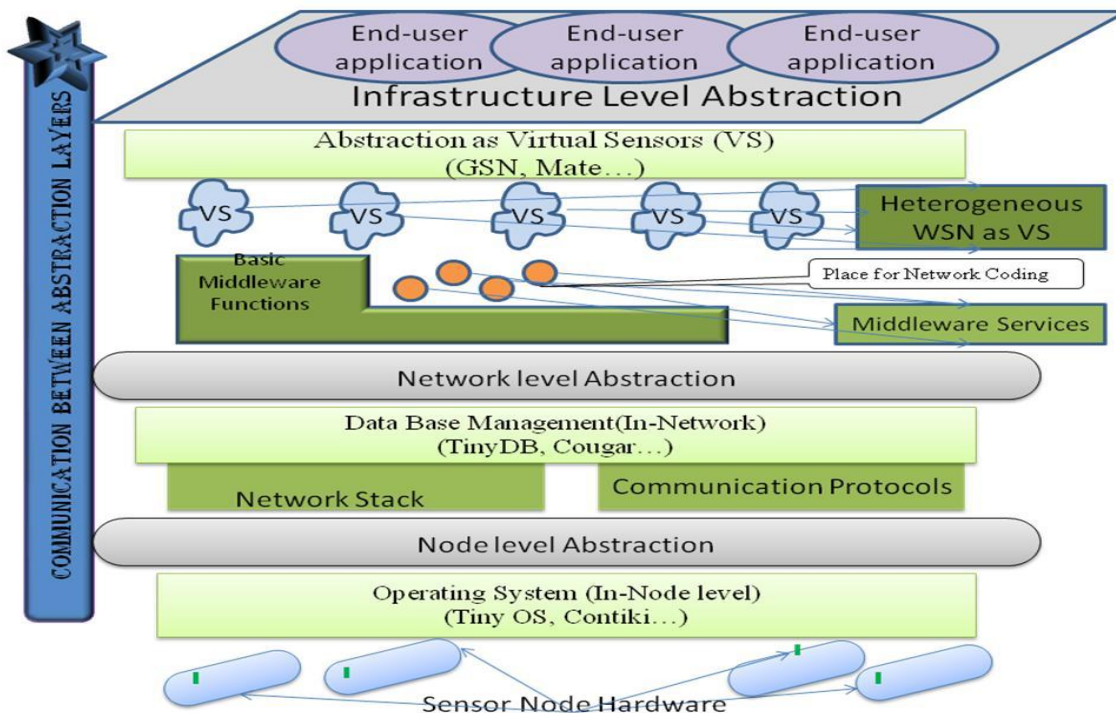 End-user
application
End-user
application
End-user
application
Infrastructure Level Abstraction
Abstraction as Virtual Sensors (VS)
(GSN, Mate…)
VS
VS
VS
VS
VS
Heterogeneous
WSN as VS
Basic
Middleware
Functions
Place for Network Coding
Middleware Services
Network level Abstraction
Data Base Management(In-Network)
(TinyDB, Cougar…)
Network Stack
Communication Protocols
Node level Abstraction
Operating System (In-Node level)
(Tiny OS, Contiki…)
Sensor Node Hardware
COMMUNICATION BETWEEN ABSTRACTION LAYERS